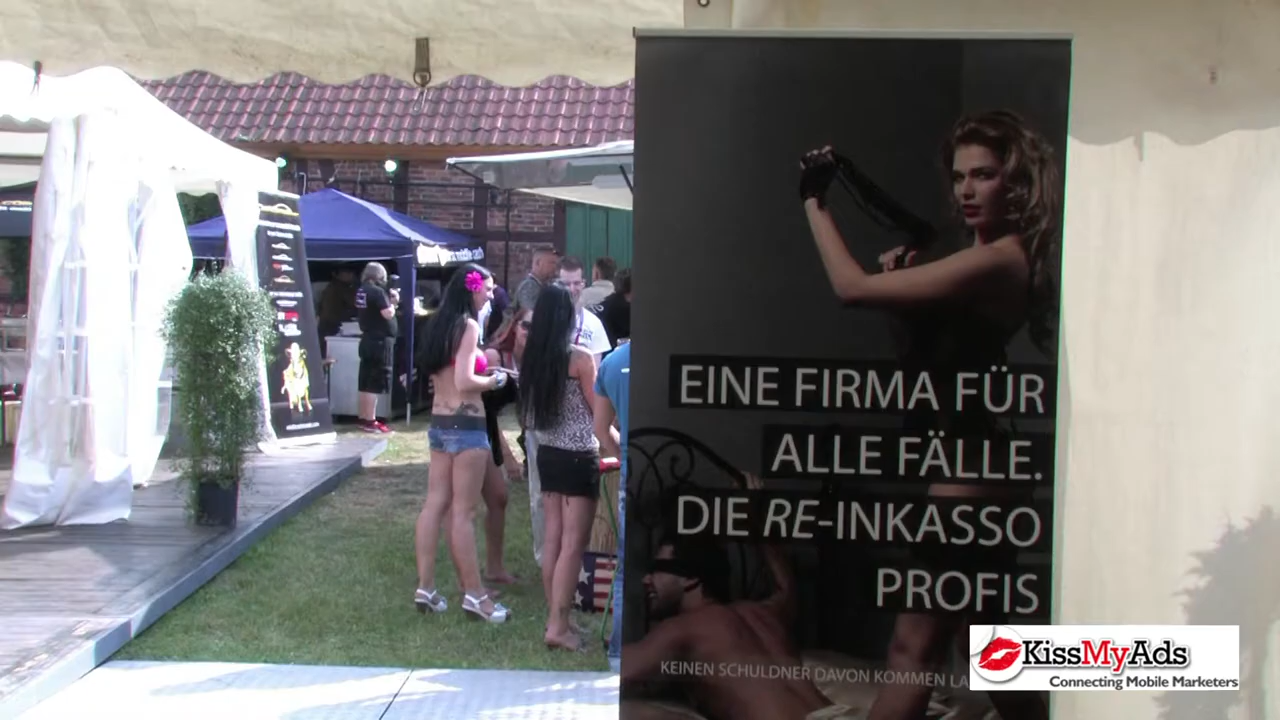 EINE FIRMA FÜR
ALLE FÄLLE.
DIE RE-INKASSO
PROFIS
KEINEN SCHULDNER DAVON KOMMEN
KissMyAds
Connecting Mobile Marketers